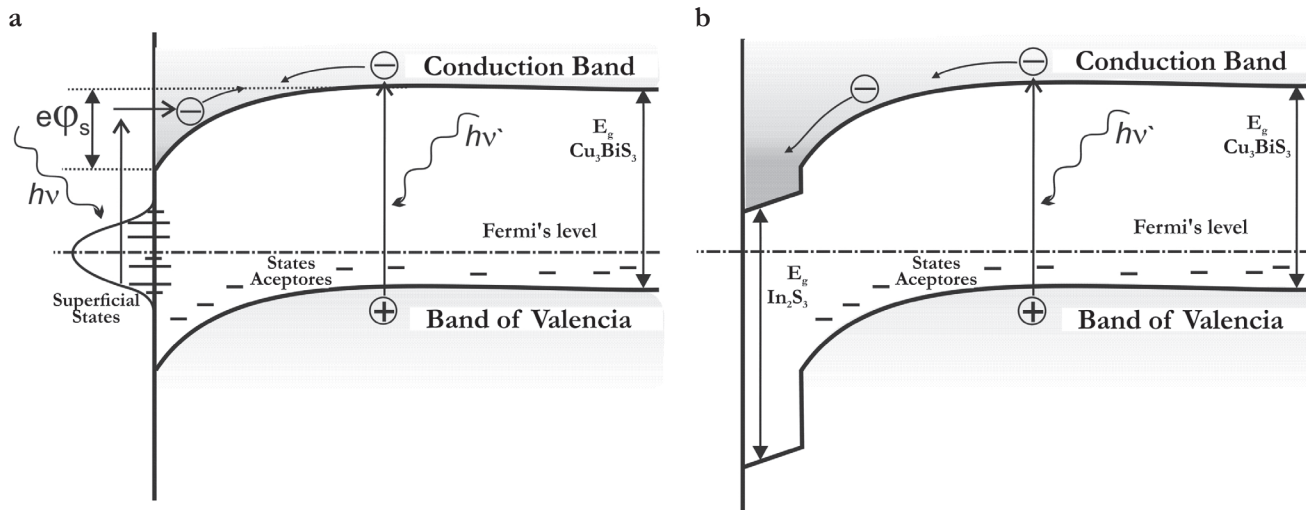 a
Conduction Band
eφs
Eg
Cu3BiS3
hν`
hν
Fermi's level
States
Aceptores
Superficial
States
Band of Valencia
b
Conduction Band
Eg
Cu3BiS3
hν`
Fermi's level
States
Aceptores
Eg
In2S3
Band of Valencia